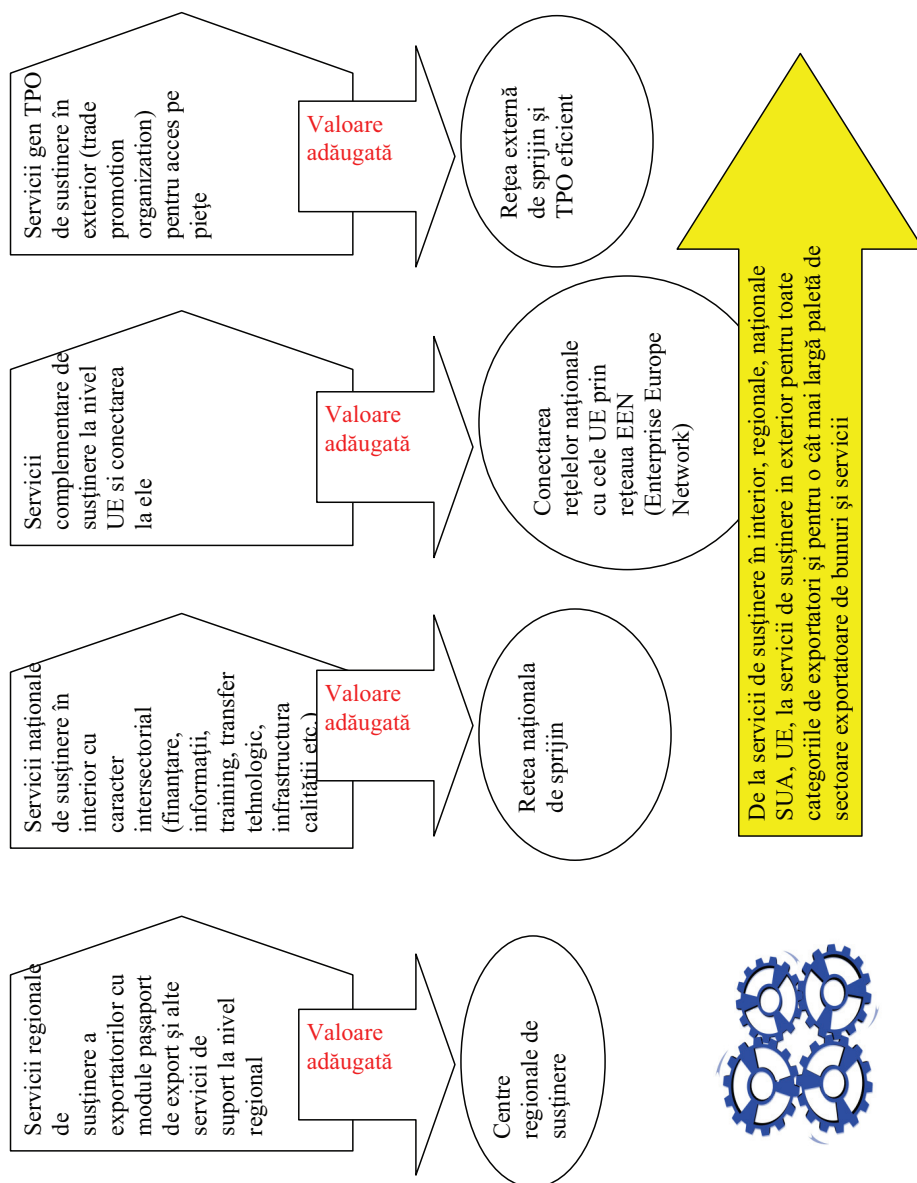 Servicii regionale
de
susținere a
exportatorilor cu
module pașaport
de export și alte
servicii de
suport la nivel
regional
Valoare
adăugată
Centre
regionale de
susținere
Servicii naționale
de susținere în
interior cu
caracter
intersectorial
(finanțare,
informații,
training, transfer
tehnologic,
infrastructura
calității etc.)
Valoare
adăugată
Retea naționala
de sprijin
Servicii
complementare de
susținere la nivel
UE si conectarea
la ele
Valoare
adăugată
Conectarea
rețelelor naționale
cu cele UE prin
rețeaua EEN
(Enterprise Europe
Network)
Servicii gen TPO
de sustinere în
exterior (trade
promotion
organization)
pentru acces pe
piețe
Valoare
adăugată
Rețea externă
de sprijin și
TPO eficient
De la servicii de susținere în interior, regionale, naționale
SUA, UE, la servicii de susținere in exterior pentru toate
categoriile de exportatori și pentru o cât mai largă paletă de
sectoare exportatoare de bunuri și servicii